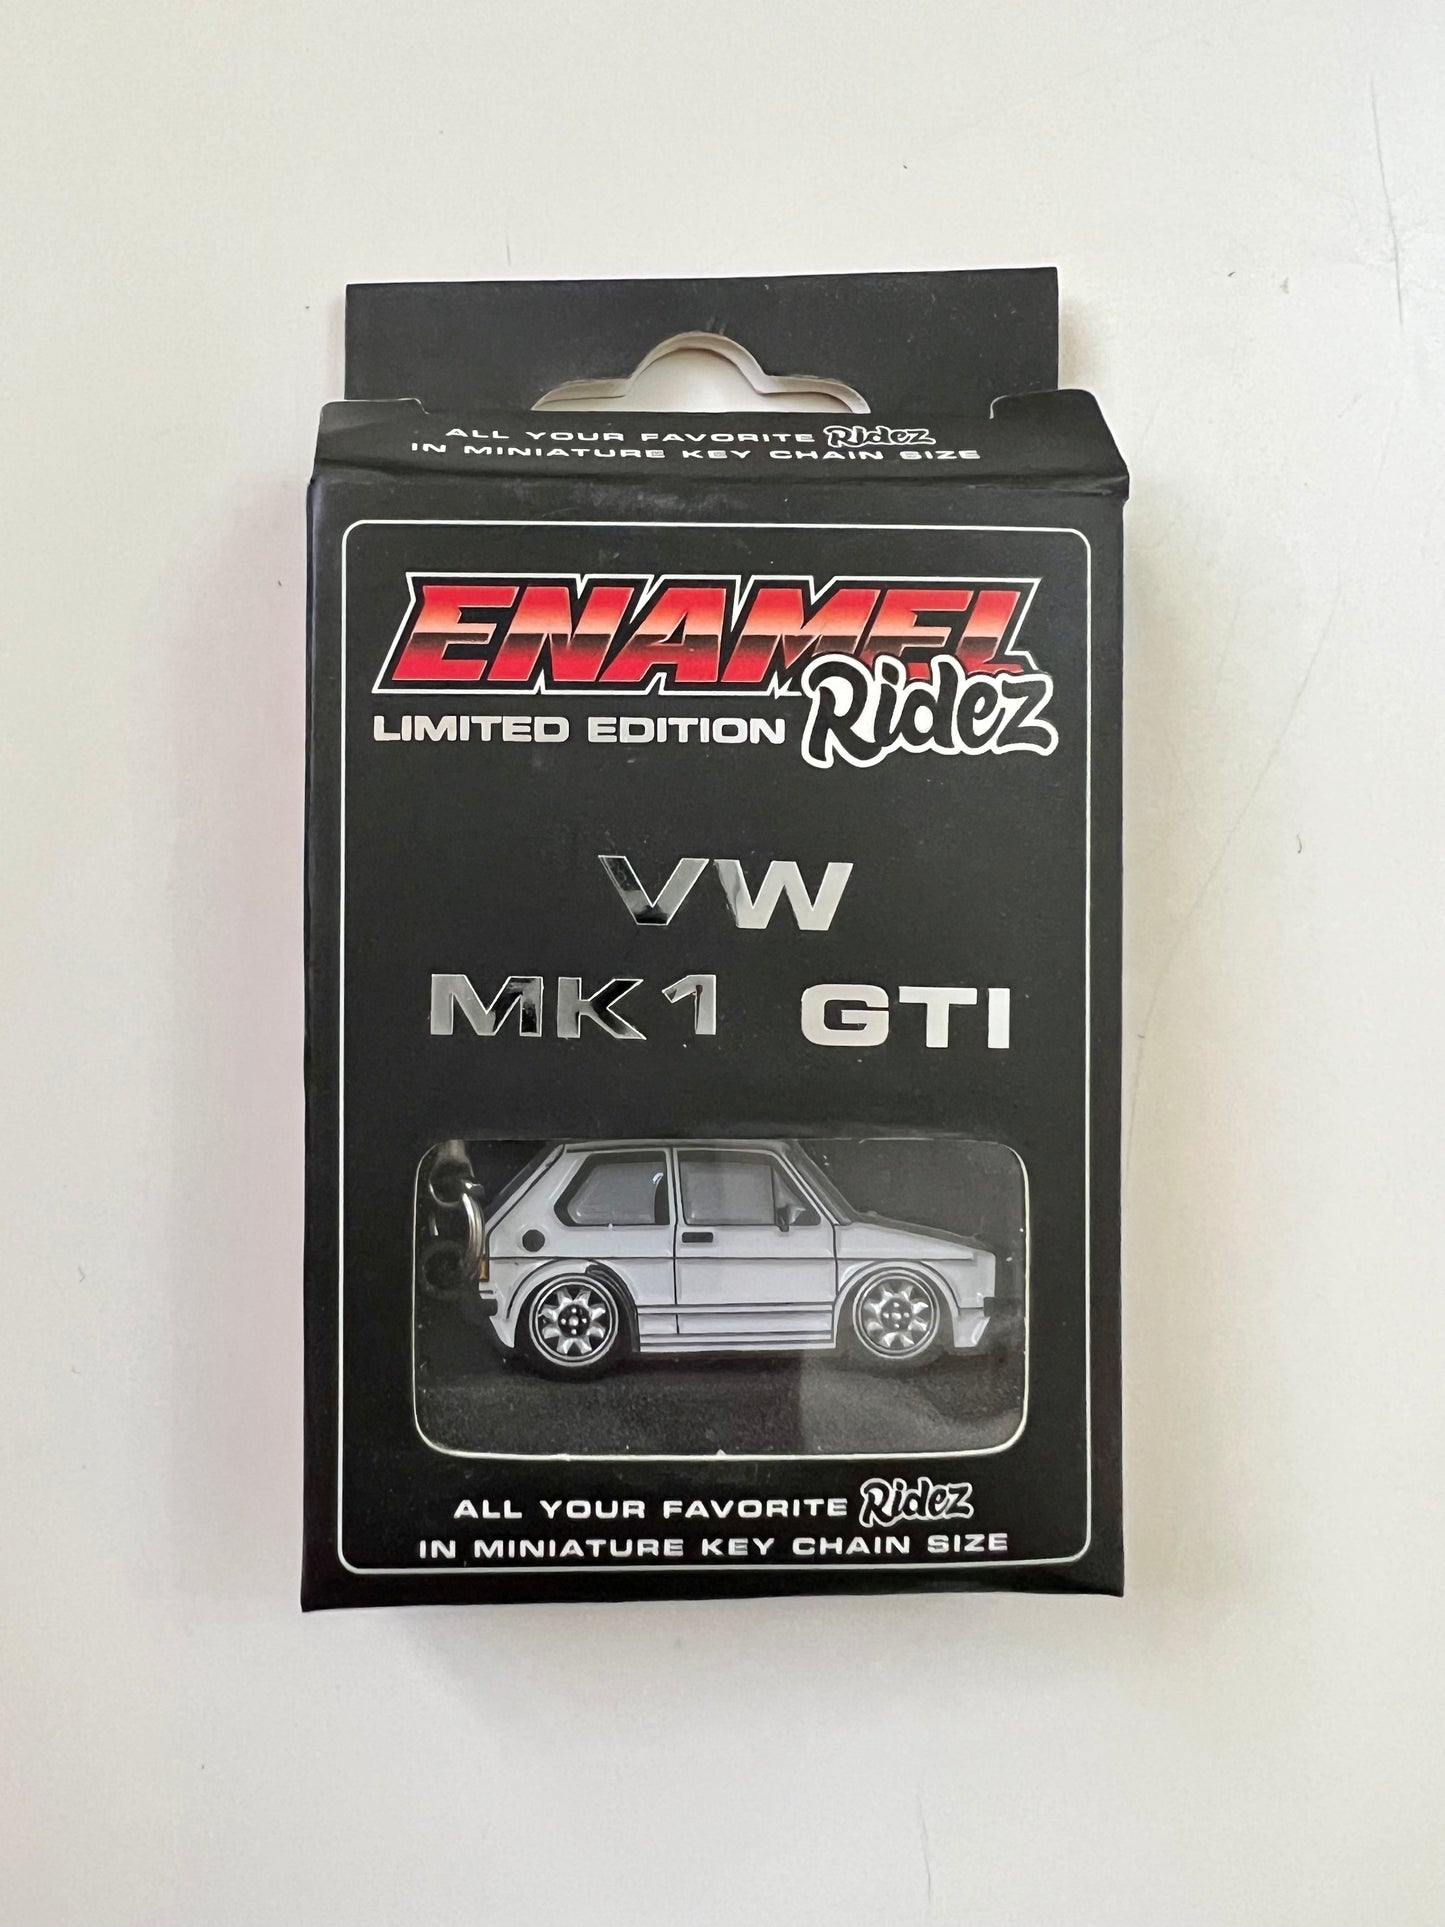 ALL YOUR FAVORITE Ridez
IN MINIATURE KEY CHAIN SIZE
ENAMEL
Ridez
LIMITED EDITION
VW
MK1 GTI
ALL YOUR FAVORITE Ridez
IN MINIATURE KEY CHAIN SIZE